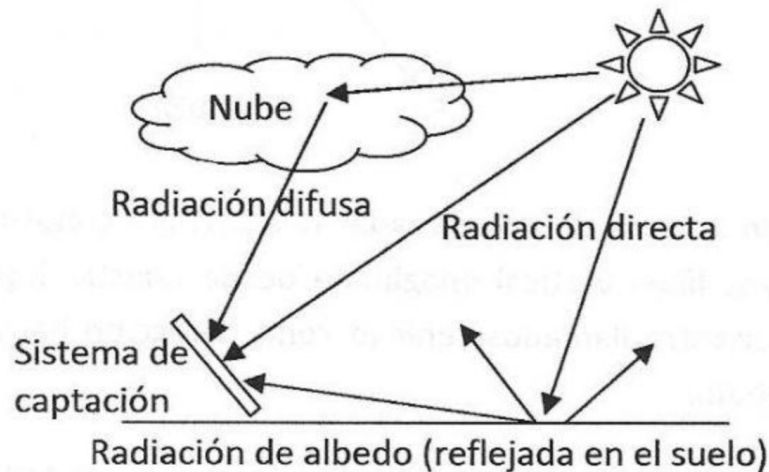 Nube
Radiación difusa
Radiación directa
Sistema de
captación
Radiación de albedo (reflejada en el suelo)